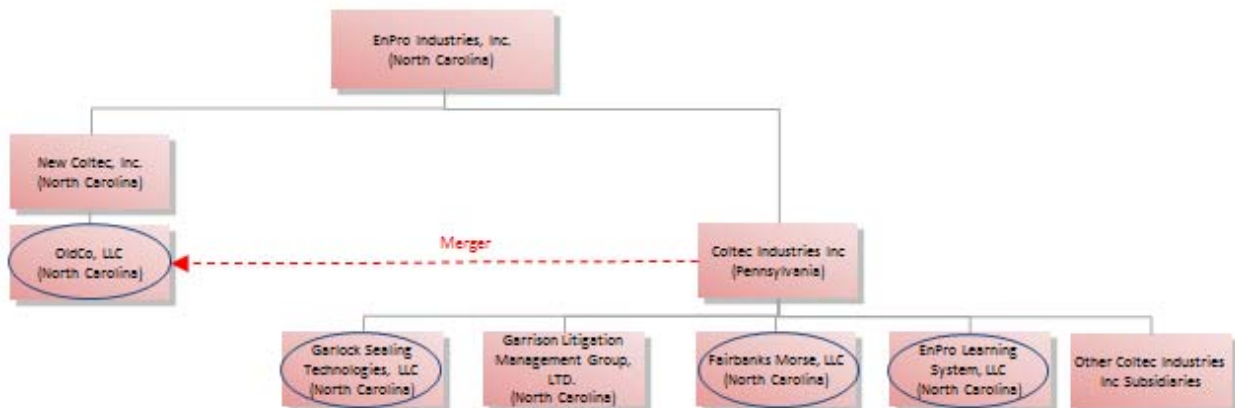 EnPro Industries, Inc.
(North Carolina)
New Coltec, Inc.
(North Carolina)
OldCo, LLC
(North Carolina)
Merger
Coltec Industries Inc
(Pennsylvania)
Garlock Sealing
Technologies, LLC
(North Carolina)
Garrison Litigation
Management Group,
LTD.
(North Carolina)
Fairbanks Morse, LLC
(North Carolina)
EnPro Learning
System, LLC
(North Carolina)
Other Coltec Industries
Inc Subsidiaries